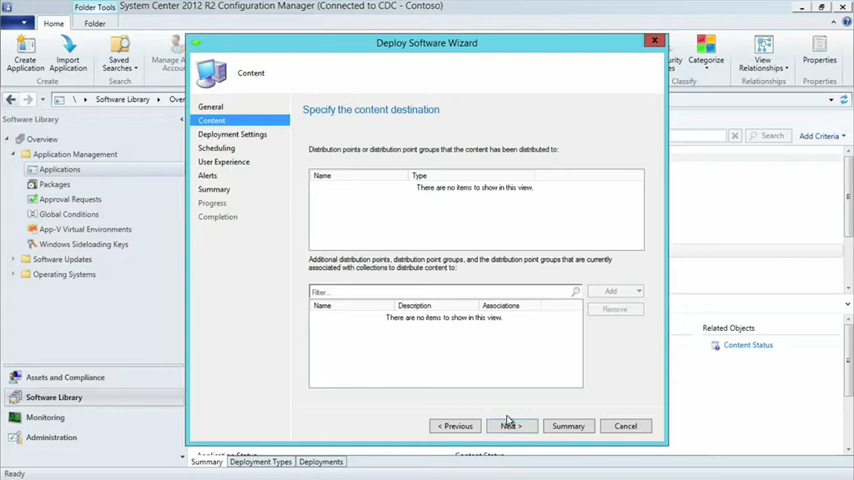 Folder Tools
System Center 2012 R2 Configuration Manager (Connected to CDC - Contoso)
Home
Folder
Create
Application
Import
Application
Saved
Searches
Manage A
Accou
Create
Search
Categorize
Classify
View
Relationships
Relationships
Properties
Properties
\ Software Library
Over
Software Library
Overview
Application Management
Applications
Packages
Approval Requests
Global Conditions
App-V Virtual Environments
Windows Sideloading Keys
Software Updates
Operating Systems
Assets and Compliance
Software Library
Monitoring
Administration
Ready
Deploy Software Wizard
Content
General
Content
Deployment Settings
Scheduling
User Experience
Alerts
Summary
Progress
Completion
Specify the content destination
Distribution points or distribution point groups that the content has been distributed to:
Name Type
There are no items to show in this view.
Additional distribution points, distribution point groups, and the distribution point groups that are currently
associated with collections to distribute content to:
Filter...
Add
Remove
Name Description Associations
There are no items to show in this view.
< Previous
Next >
Summary
Cancel
Search
Add Criteria
Related Objects
Content Status
Summary Deployment Types Deployments